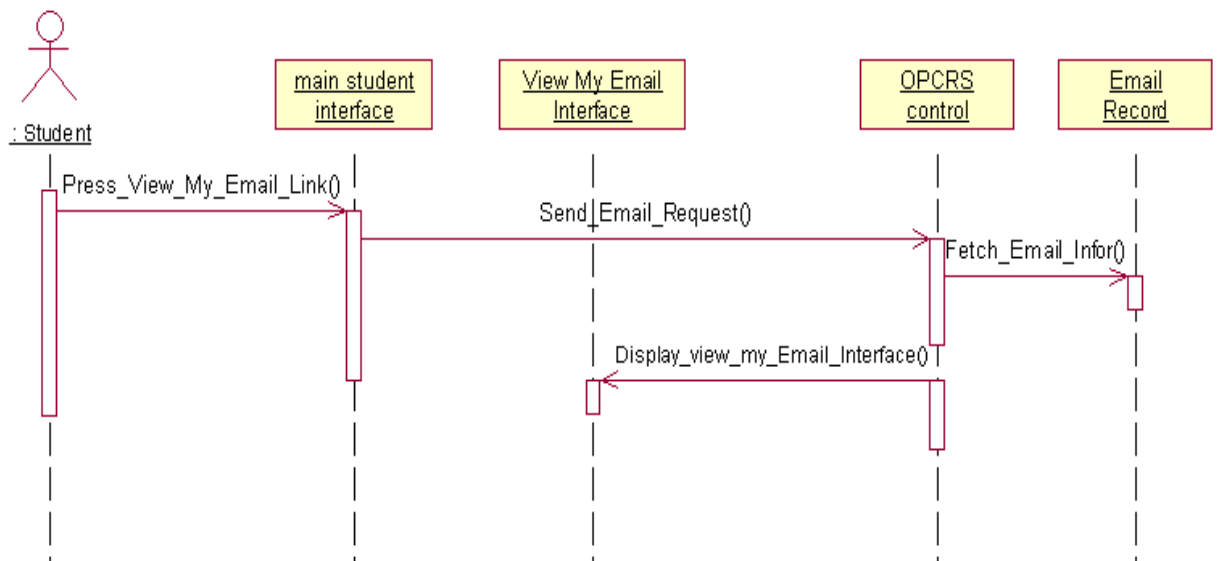 : Student
main student
interface
View My Email
Interface
OPCRS
control
Email
Record
Press_View_My_Email_Link()
Send_Email_Request()
Fetch_Email_Infor()
Display_view_my_Email_Interface()